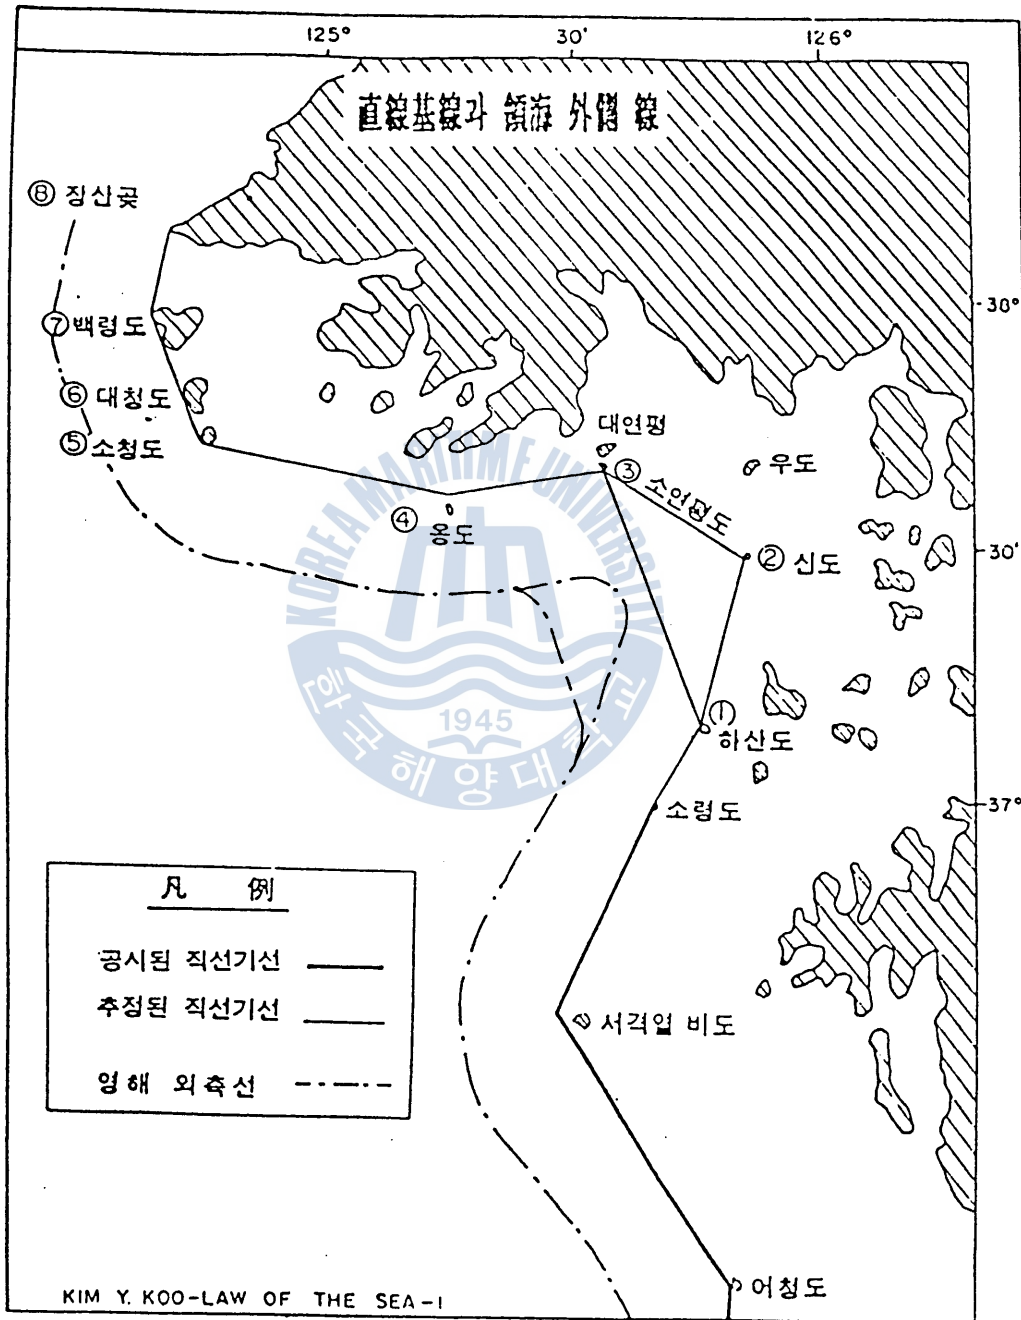 125° 30' 126°
直線基線과 領海 外側 線
⑧ 장산곶
38°
⑦ 백령도
⑥ 대청도
⑤ 소청도
대연평
③ 소연평도
우도
④ 옹도
30'
② 신도
①
하산도
소령도
37°
凡 例
공시된 직선기선
추정된 직선기선
영해 외측선
서격열 비도
어청도
KIM Y. KOO-LAW OF THE SEA-1
KOREA MARITIME UNIVERSITY
1945
한국해양대학교